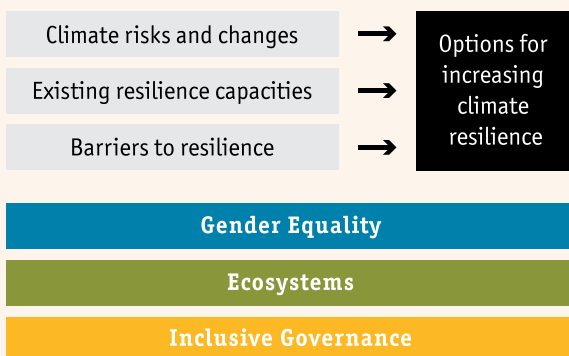 Climate risks and changes
Existing resilience capacities
Barriers to resilience
Options for
increasing
climate
resilience
Gender Equality
Ecosystems
Inclusive Governance